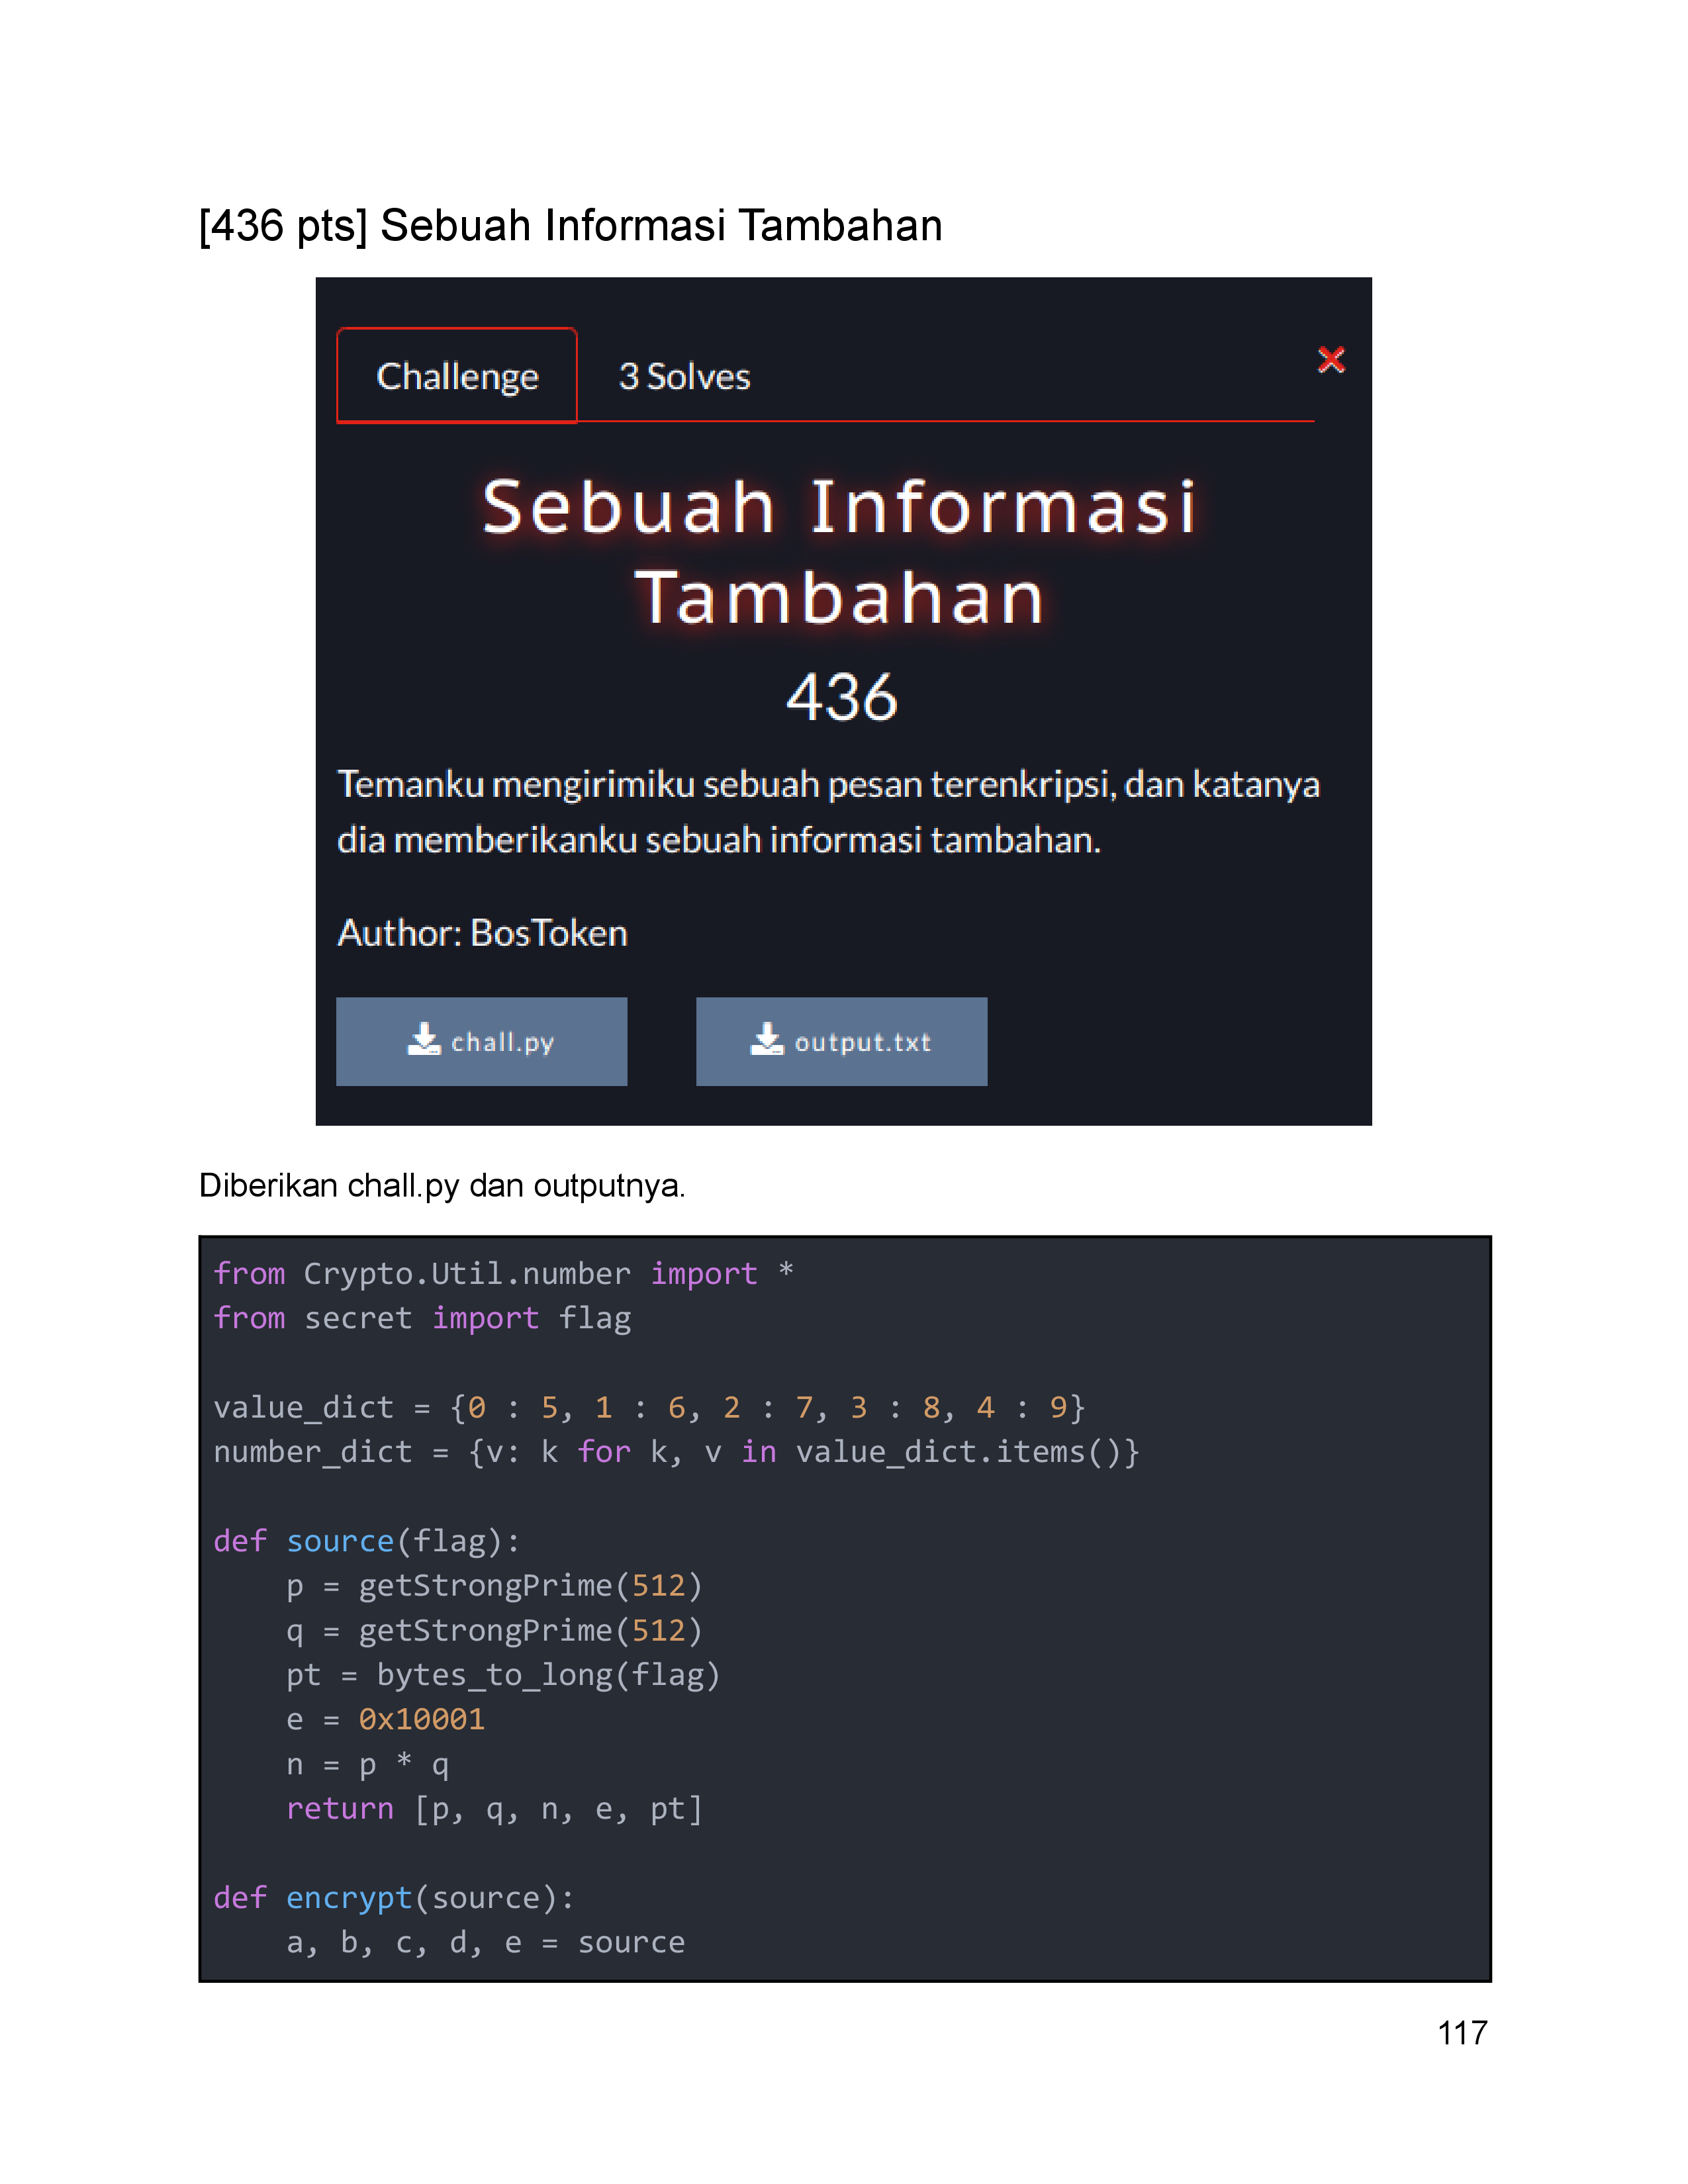 [436 pts] Sebuah Informasi Tambahan
Challenge
3 Solves
Sebuah Informasi
Tambahan
436
Temanku mengirimiku sebuah pesan terenkripsi, dan katanya
dia memberikanku sebuah informasi tambahan.
Author: BosToken
chall.py
output.txt
Diberikan chall.py dan outputnya.
from Crypto.Util.number import *
from secret import flag
value_dict = {0 : 5, 1 : 6, 2 : 7, 3 : 8, 4 : 9}
number_dict = {v: k for k, v in value_dict.items()}
def source(flag):
    p = getStrongPrime(512)
    q = getStrongPrime(512)
    pt = bytes_to_long(flag)
    e = 0x10001
    n = p * q
    return [p, q, n, e, pt]
def encrypt(source):
    a, b, c, d, e = source
117